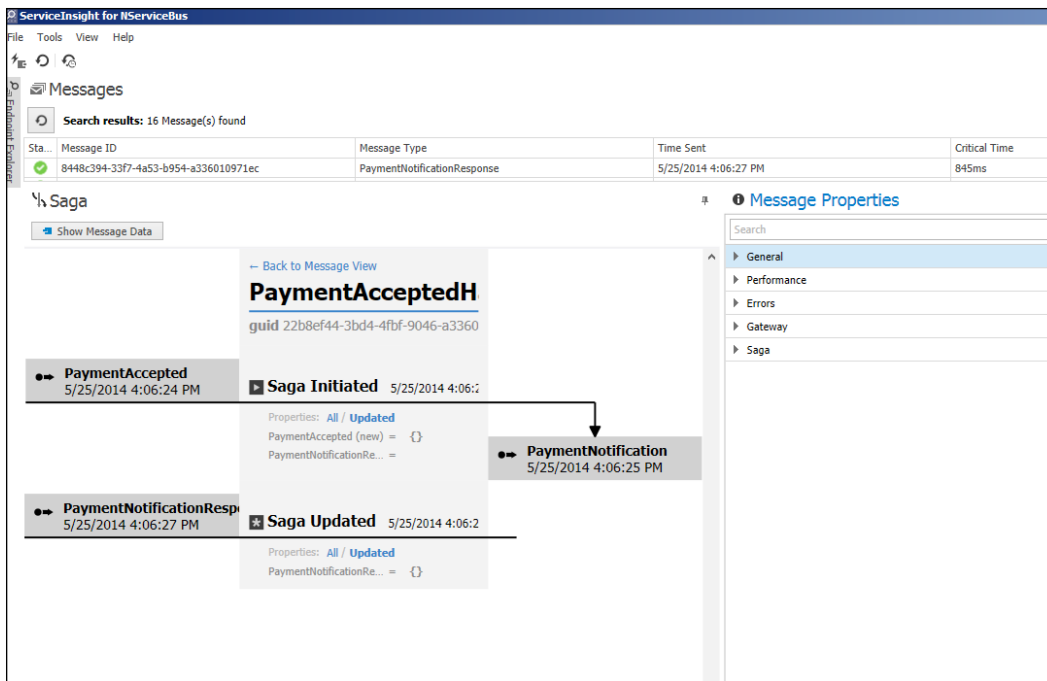 ServiceInsight for NServiceBus
File Tools View Help
Endpoint Explorer
Messages
Search results: 16 Message(s) found
Sta... Message ID Message Type Time Sent Critical Time
8448c394-33f7-4a53-b954-a336010971ec PaymentNotificationResponse 5/25/2014 4:06:27 PM 845ms
Saga
Show Message Data
← Back to Message View
PaymentAcceptedH
guid 22b8ef44-3bd4-4fbf-9046-a3360
PaymentAccepted
5/25/2014 4:06:24 PM
Saga Initiated 5/25/2014 4:06:2
Properties: All / Updated
PaymentAccepted (new) = {}
PaymentNotificationRe... =
PaymentNotification
5/25/2014 4:06:25 PM
PaymentNotificationRespo
5/25/2014 4:06:27 PM
Saga Updated 5/25/2014 4:06:2
Properties: All / Updated
PaymentNotificationRe... = {}
Message Properties
Search
General
Performance
Errors
Gateway
Saga